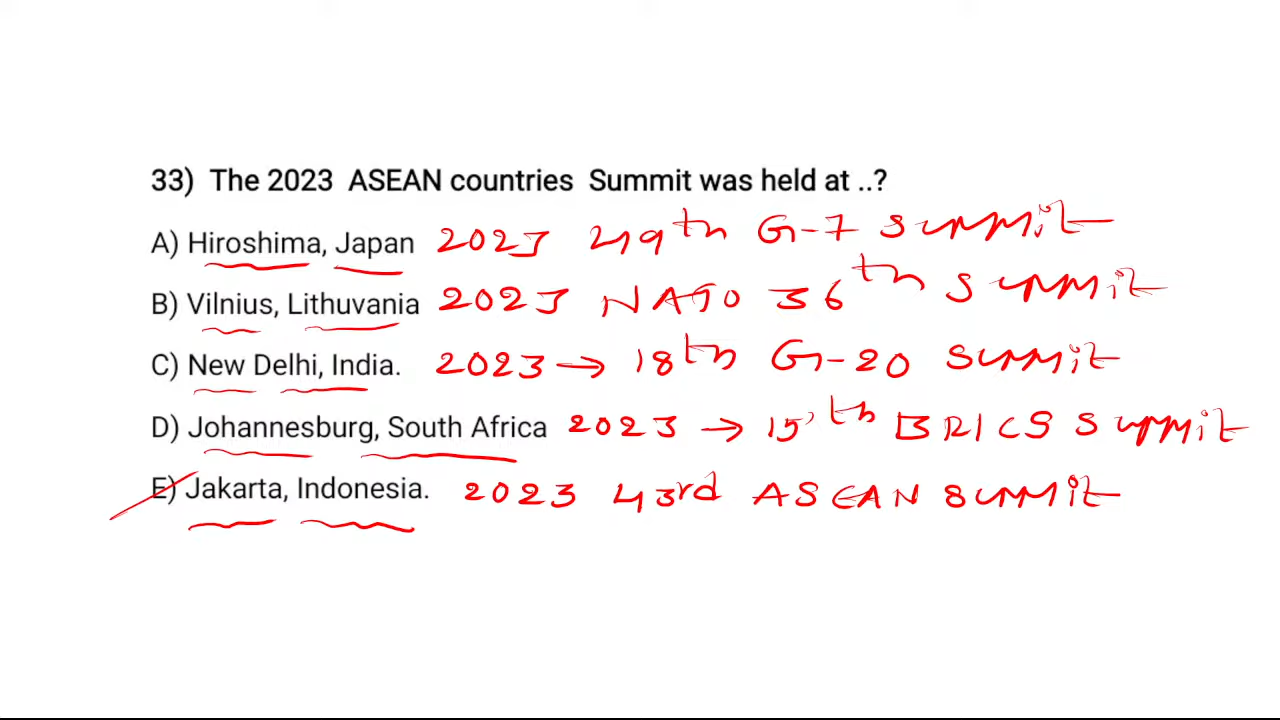 33) The 2023 ASEAN countries Summit was held at ..?
A) Hiroshima, Japan 2023 49th G-7 Summit
B) Vilnius, Lithuvania 2023 NATO 36th Summit
C) New Delhi, India. 2023 → 18th G-20 Summit
D) Johannesburg, South Africa 2023 → 15th BRICS Summit
E) Jakarta, Indonesia. 2023 43rd ASEAN Summit